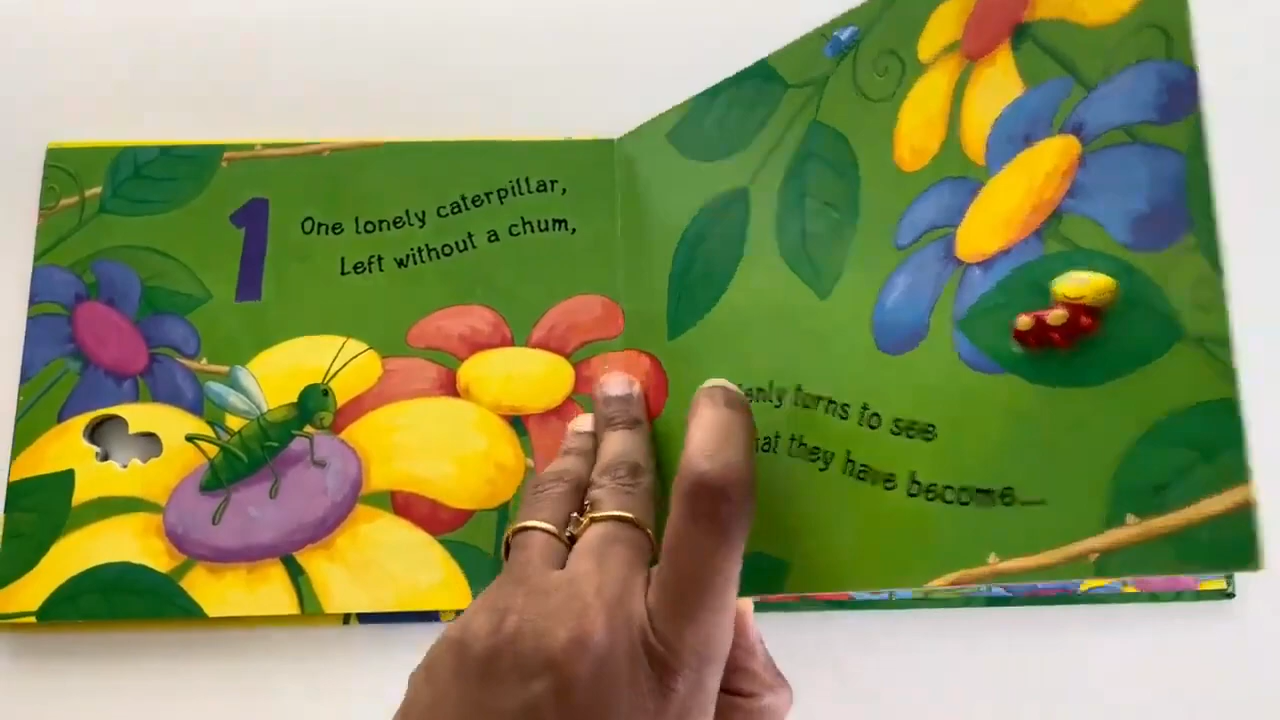 1
One lonely caterpillar,
Left without a chum,
turns to see
they have become—